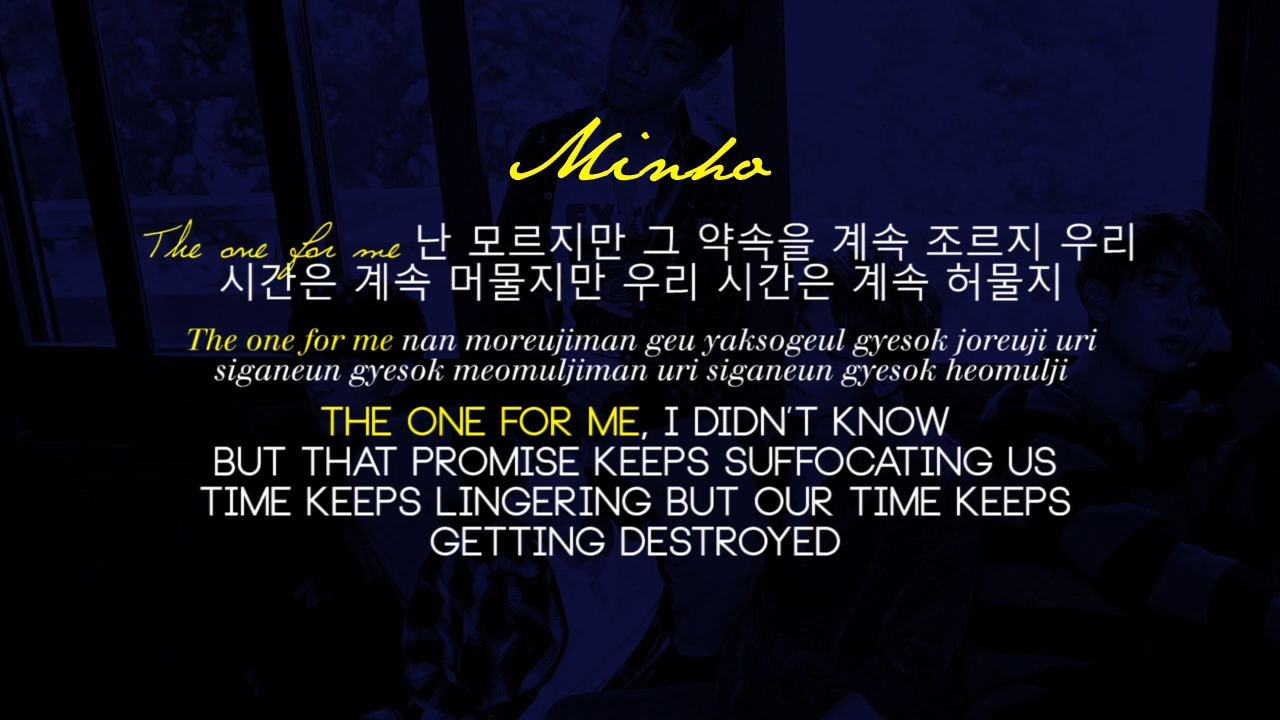 Minho
The one for me 난 모르지만 그 약속을 계속 조르지 우리
시간은 계속 머물지만 우리 시간은 계속 허물지
The one for me nan moreujiman geu yaksogeul gyesok joreuji uri
siganeun gyesok meomuljiman uri siganeun gyesok heomulji
THE ONE FOR ME, I DIDN'T KNOW
BUT THAT PROMISE KEEPS SUFFOCATING US
TIME KEEPS LINGERING BUT OUR TIME KEEPS
GETTING DESTROYED